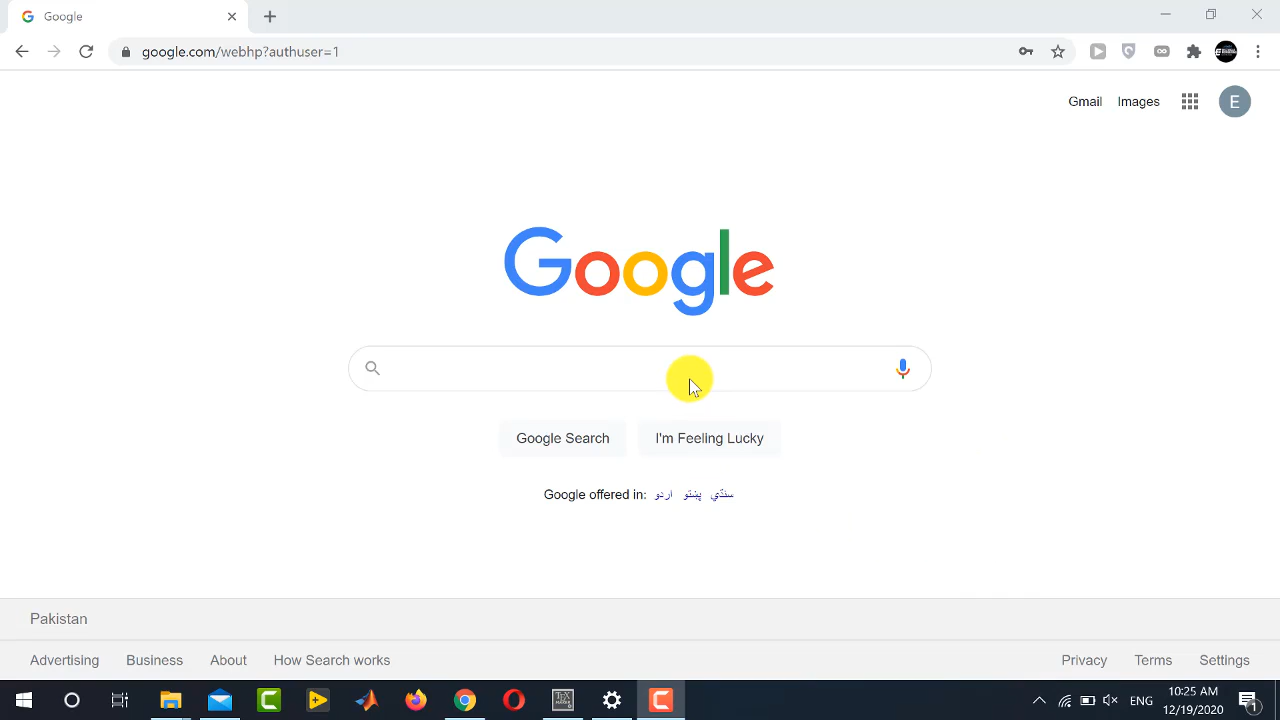 Google
google.com/webhp?authuser=1
Gmail Images E
Google
Google Search I'm Feeling Lucky
Google offered in: اردو پښتو سنڌي
Pakistan
Advertising Business About How Search works Privacy Terms Settings
ENG 10:25 AM
12/19/2020
1